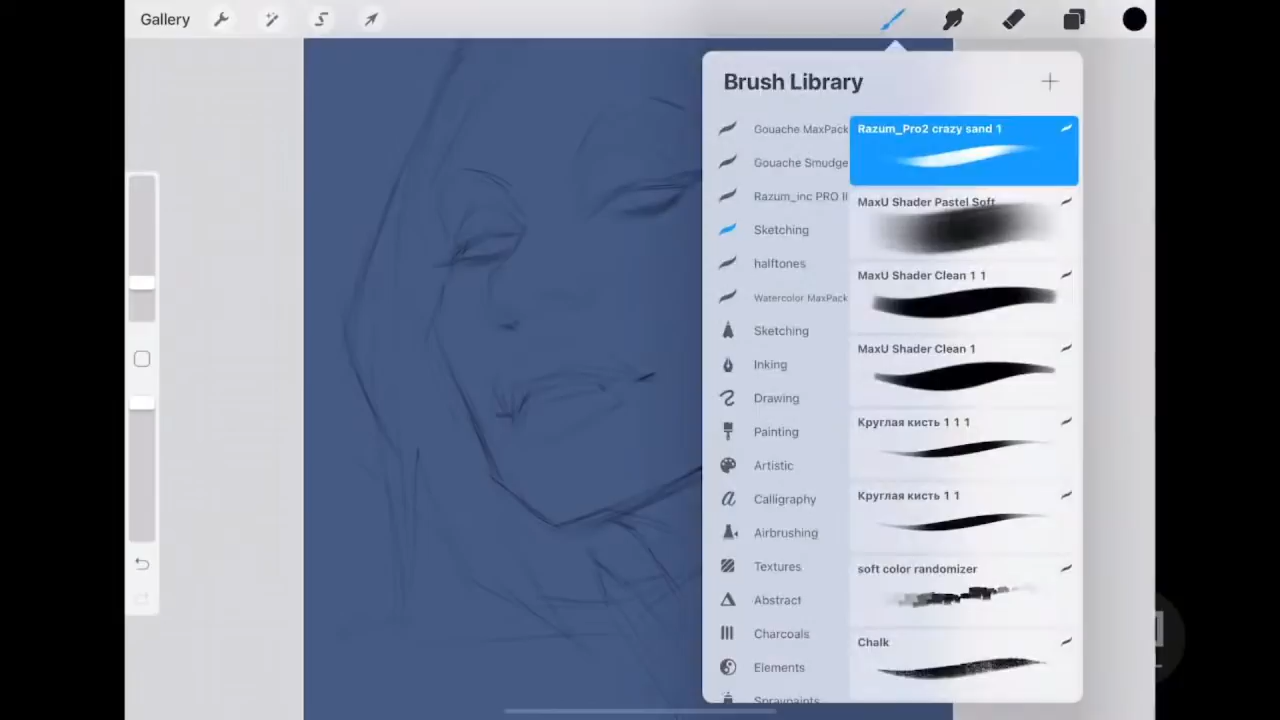 Gallery
Brush Library
Gouache MaxPack
Gouache Smudge
Razum_inc PRO II
Sketching
halftones
Watercolor MaxPack
Sketching
Inking
Drawing
Painting
Artistic
Calligraphy
Airbrushing
Textures
Abstract
Charcoals
Elements
Spraypaints
Razum_Pro2 crazy sand 1
MaxU Shader Pastel Soft
MaxU Shader Clean 1 1
MaxU Shader Clean 1
Круглая кисть 1 1 1
Круглая кисть 1 1
soft color randomizer
Chalk